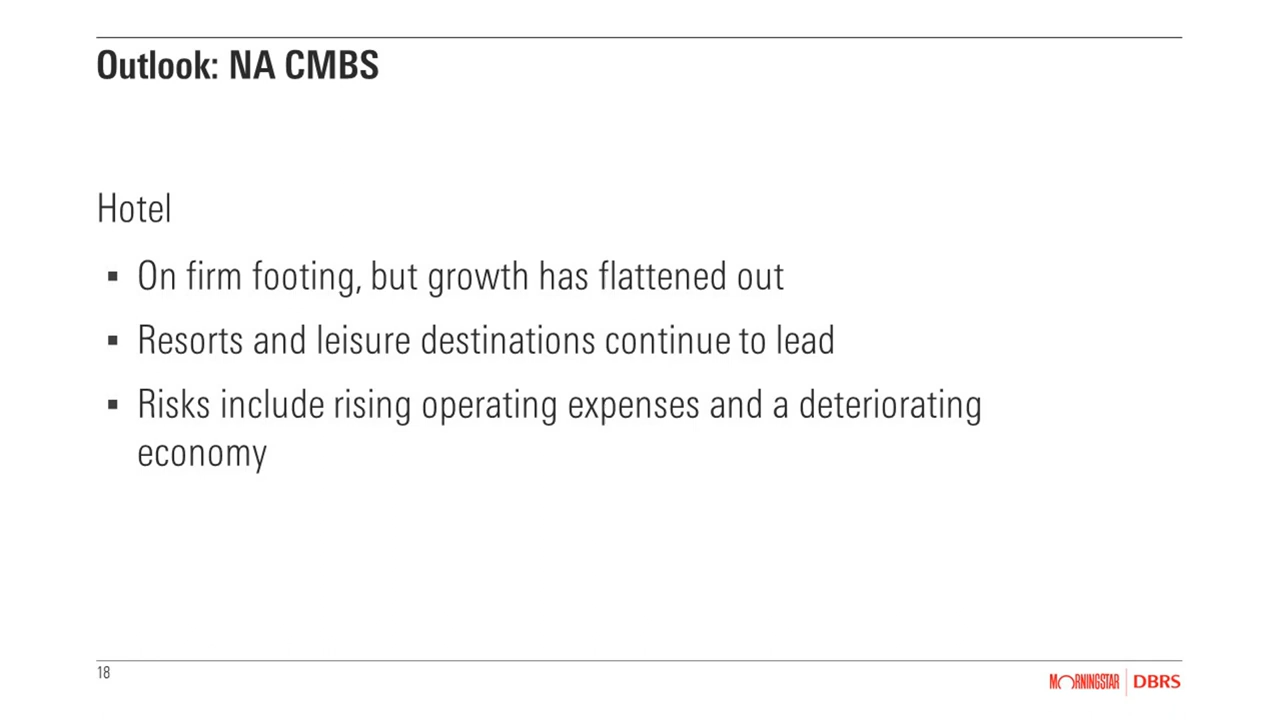 Outlook: NA CMBS
Hotel
▪ On firm footing, but growth has flattened out
▪ Resorts and leisure destinations continue to lead
▪ Risks include rising operating expenses and a deteriorating
economy
18
MORNINGSTAR | DBRS